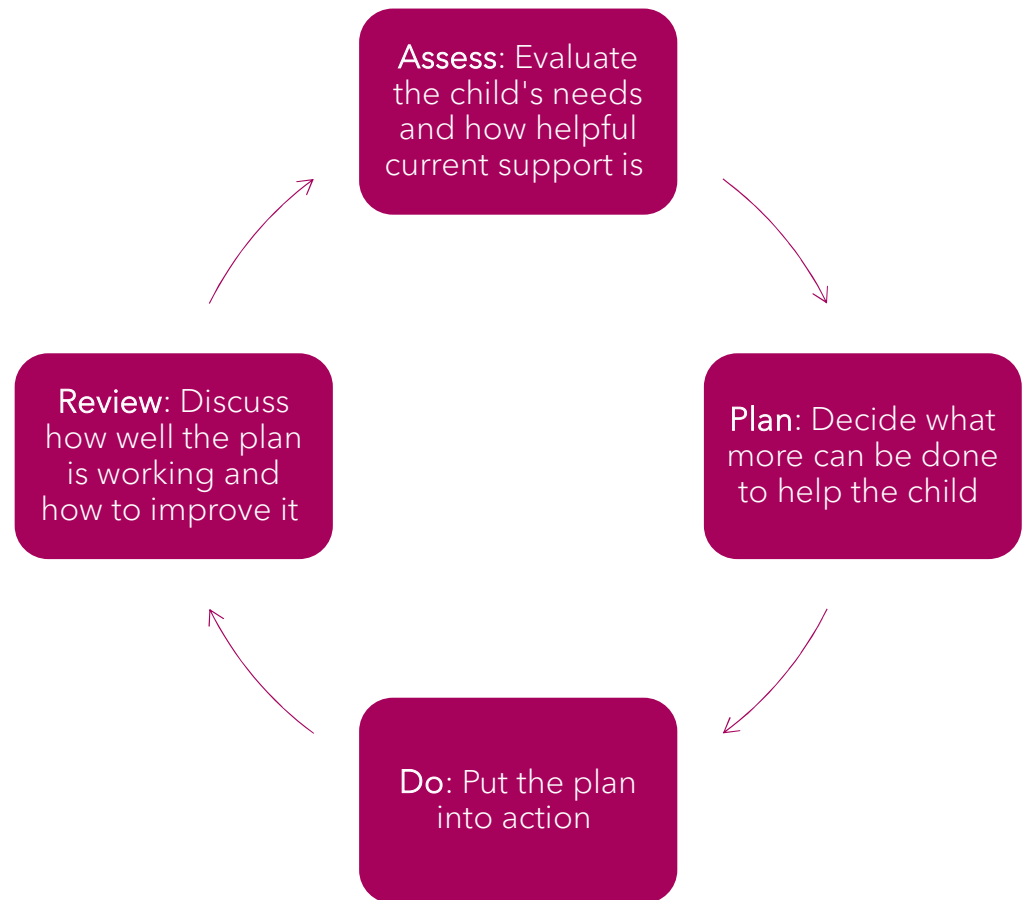 Assess: Evaluate
the child's needs
and how helpful
current support is
Plan: Decide what
more can be done
to help the child
Do: Put the plan
into action
Review: Discuss
how well the plan
is working and
how to improve it